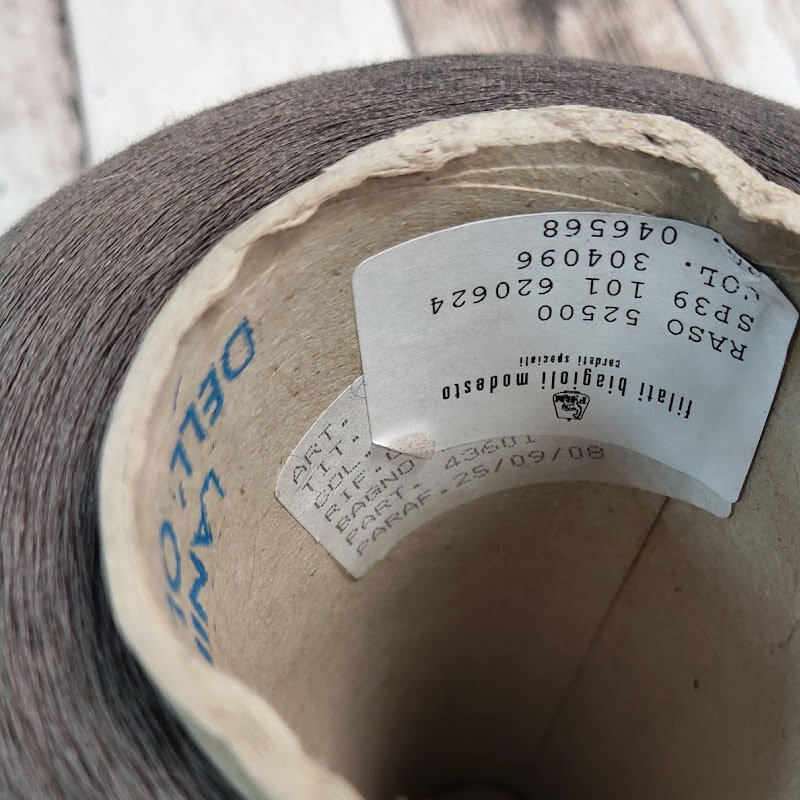 filati biagioli modesto
cardati speciali
RASO 52500
SP39 101 620624
COL. 304096
046568
ART.
TIT.
COL.
RIF.
BAGNO 43601
PART.
PARAF. 25/09/08
DELL'